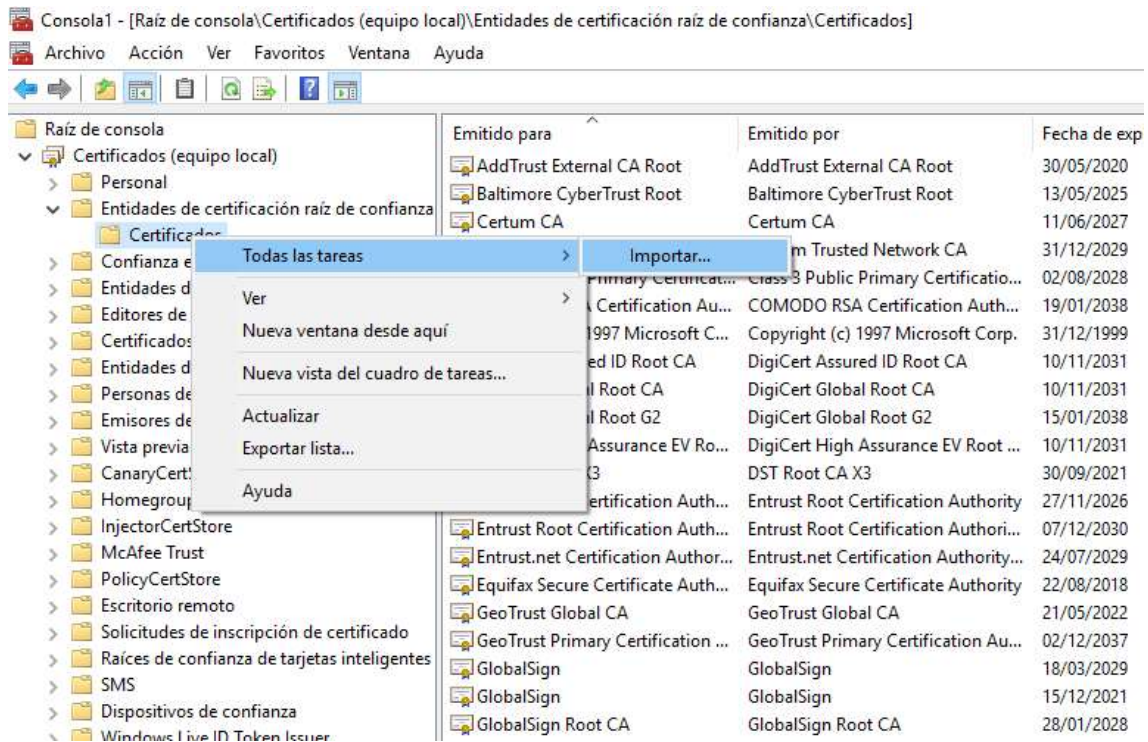 Consola1 - [Raíz de consola\Certificados (equipo local)\Entidades de certificación raíz de confianza\Certificados]
Archivo Acción Ver Favoritos Ventana Ayuda
Raíz de consola
Certificados (equipo local)
Personal
Entidades de certificación raíz de confianza
Certificados
Confianza e
Entidades d
Editores de
Certificados
Entidades d
Personas de
Emisores de
Vista previa
CanaryCert
Homegroup
InjectorCertStore
McAfee Trust
PolicyCertStore
Escritorio remoto
Solicitudes de inscripción de certificado
Raíces de confianza de tarjetas inteligentes
SMS
Dispositivos de confianza
Windows Live ID Token Issuer
Todas las tareas
Importar...
Ver
Nueva ventana desde aquí
Nueva vista del cuadro de tareas...
Actualizar
Exportar lista...
Ayuda
Emitido para Emitido por Fecha de exp
AddTrust External CA Root AddTrust External CA Root 30/05/2020
Baltimore CyberTrust Root Baltimore CyberTrust Root 13/05/2025
Certum CA Certum CA 11/06/2027
m Trusted Network CA 31/12/2029
Primary Certificat... Class 3 Public Primary Certificatio... 02/08/2028
Certification Au... COMODO RSA Certification Auth... 19/01/2038
1997 Microsoft C... Copyright (c) 1997 Microsoft Corp. 31/12/1999
ed ID Root CA DigiCert Assured ID Root CA 10/11/2031
l Root CA DigiCert Global Root CA 10/11/2031
l Root G2 DigiCert Global Root G2 15/01/2038
Assurance EV Ro... DigiCert High Assurance EV Root ... 10/11/2031
X3 DST Root CA X3 30/09/2021
ertification Auth... Entrust Root Certification Authority 27/11/2026
Entrust Root Certification Auth... Entrust Root Certification Authori... 07/12/2030
Entrust.net Certification Author... Entrust.net Certification Authority... 24/07/2029
Equifax Secure Certificate Auth... Equifax Secure Certificate Authority 22/08/2018
GeoTrust Global CA GeoTrust Global CA 21/05/2022
GeoTrust Primary Certification ... GeoTrust Primary Certification Au... 02/12/2037
GlobalSign GlobalSign 18/03/2029
GlobalSign GlobalSign 15/12/2021
GlobalSign Root CA GlobalSign Root CA 28/01/2028